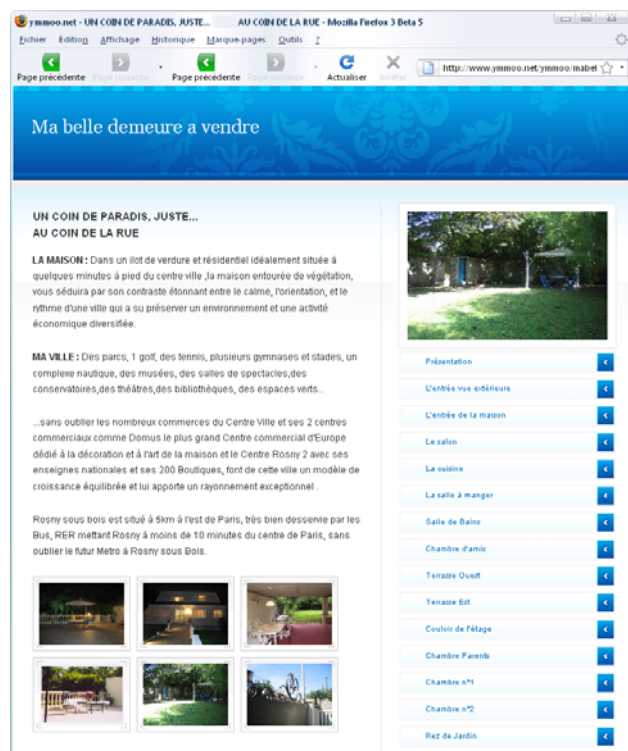 ymmoo.net - UN COIN DE PARADIS, JUSTE... AU COIN DE LA RUE - Mozilla Firefox 3 Beta 5
Eichier Edition Affichage Historique Marque-pages Outils ?
Page précédente Page suivante Page précédente Page suivante Actualiser Arrêter http://www.ymmoo.net/ymmoo/mabel
Ma belle demeure a vendre
UN COIN DE PARADIS, JUSTE...
AU COIN DE LA RUE
LA MAISON : Dans un ilot de verdure et résidentiel idéalement située à
quelques minutes à pied du centre ville ,la maison entourée de végétation,
vous séduira par son contraste étonnant entre le calme, l'orientation, et le
rythme d'une ville qui a su préserver un environnement et une activité
économique diversifiée.
MA VILLE : Des parcs, 1 golf, des tennis, plusieurs gymnases et stades, un
complexe nautique, des musées, des salles de spectacles,des
conservatoires,des théâtres,des bibliothèques, des espaces verts...
...sans oublier les nombreux commerces du Centre Ville et ses 2 centres
commerciaux comme Domus le plus grand Centre commercial d'Europe
dédié à la décoration et à l'art de la maison et le Centre Rosny 2 avec ses
enseignes nationales et ses 200 Boutiques, font de cette ville un modèle de
croissance équilibrée et lui apporte un rayonnement exceptionnel .
Rosny sous bois est situé à 5km à l'est de Paris, très bien desservie par les
Bus, RER mettant Rosny à moins de 10 minutes du centre de Paris, sans
oublier le futur Metro à Rosny sous Bois.
Présentation
L'entrée vue extérieure
L'entrée de la maison
Le salon
La cuisine
La salle à manger
Salle de Bains
Chambre d'amis
Terrasse Ouest
Terrasse Est
Couloir de l'étage
Chambre Parents
Chambre n°1
Chambre n°2
Rez de Jardin